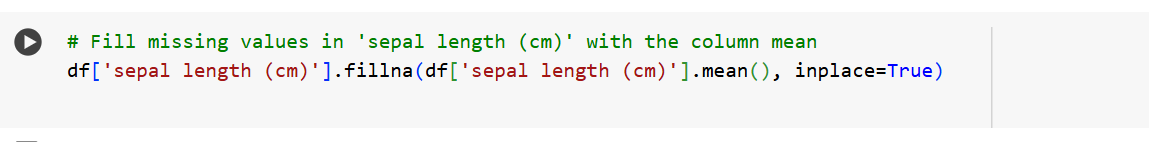 # Fill missing values in 'sepal length (cm)' with the column mean
df['sepal length (cm)'].fillna(df['sepal length (cm)'].mean(), inplace=True)